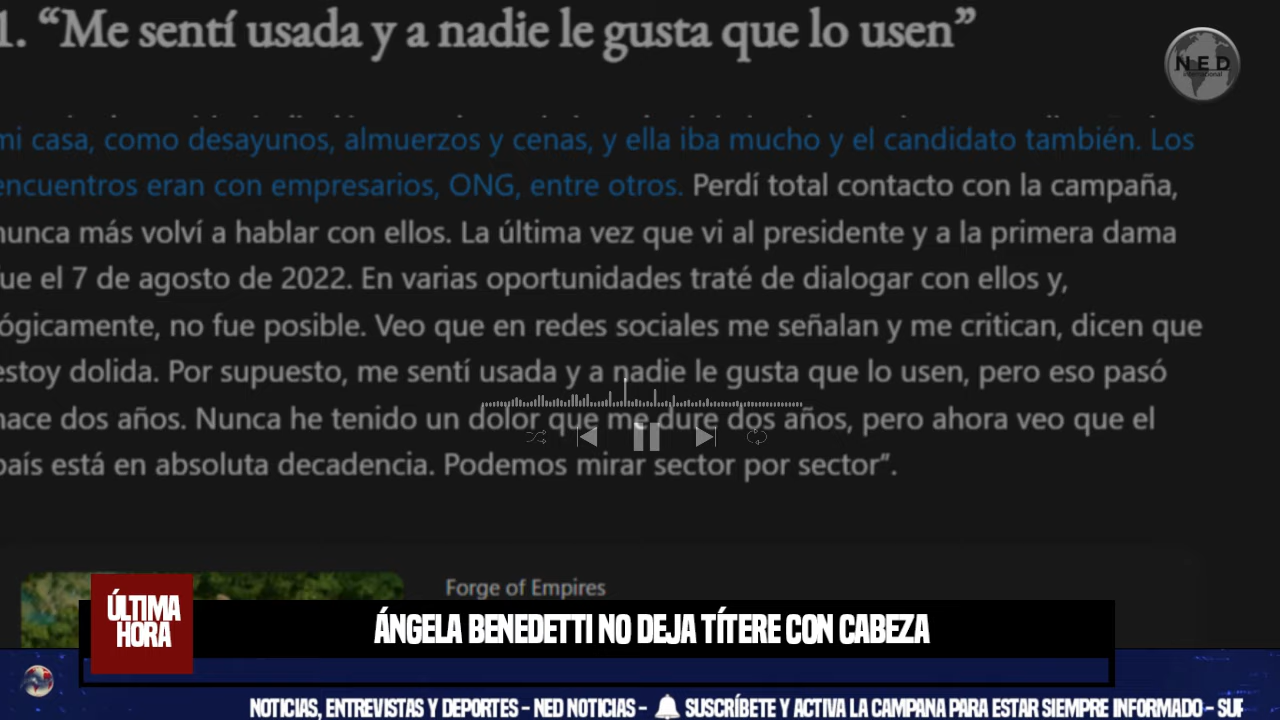 1. “Me sentí usada y a nadie le gusta que lo usen”
NED
international
mi casa, como desayunos, almuerzos y cenas, y ella iba mucho y el candidato también. Los
encuentros eran con empresarios, ONG, entre otros. Perdí total contacto con la campaña,
nunca más volví a hablar con ellos. La última vez que vi al presidente y a la primera dama
fue el 7 de agosto de 2022. En varias oportunidades traté de dialogar con ellos y,
lógicamente, no fue posible. Veo que en redes sociales me señalan y me critican, dicen que
estoy dolida. Por supuesto, me sentí usada y a nadie le gusta que lo usen, pero eso pasó
hace dos años. Nunca he tenido un dolor que me dure dos años, pero ahora veo que el
país está en absoluta decadencia. Podemos mirar sector por sector”.
Forge of Empires
ÚLTIMA
HORA
ÁNGELA BENEDETTI NO DEJA TÍTERE CON CABEZA
NOTICIAS, ENTREVISTAS Y DEPORTES - NED NOTICIAS - 🔔 SUSCRÍBETE Y ACTIVA LA CAMPANA PARA ESTAR SIEMPRE INFORMADO -